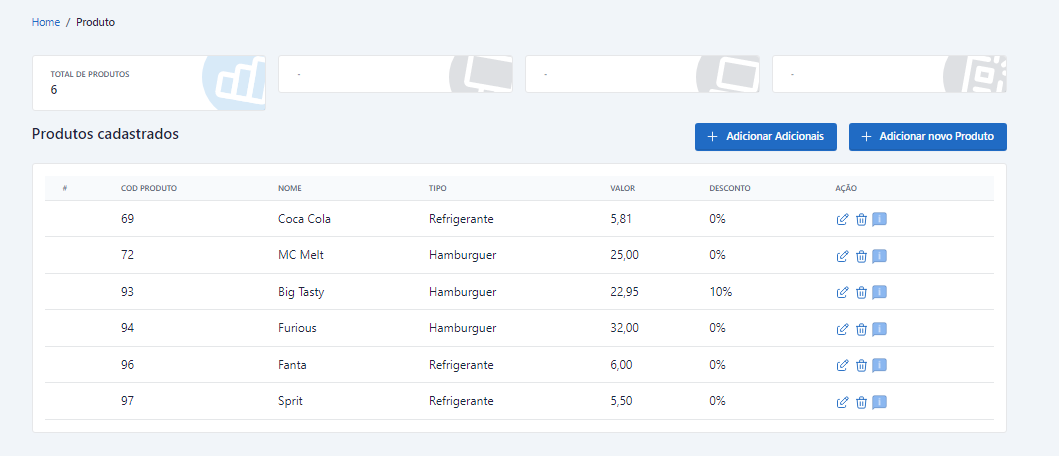 Home / Produto
TOTAL DE PRODUTOS
6
-
-
-
Produtos cadastrados
+ Adicionar Adicionais
+ Adicionar novo Produto
# COD PRODUTO NOME TIPO VALOR DESCONTO AÇÃO
69 Coca Cola Refrigerante 5,81 0%
72 MC Melt Hamburguer 25,00 0%
93 Big Tasty Hamburguer 22,95 10%
94 Furious Hamburguer 32,00 0%
96 Fanta Refrigerante 6,00 0%
97 Sprit Refrigerante 5,50 0%